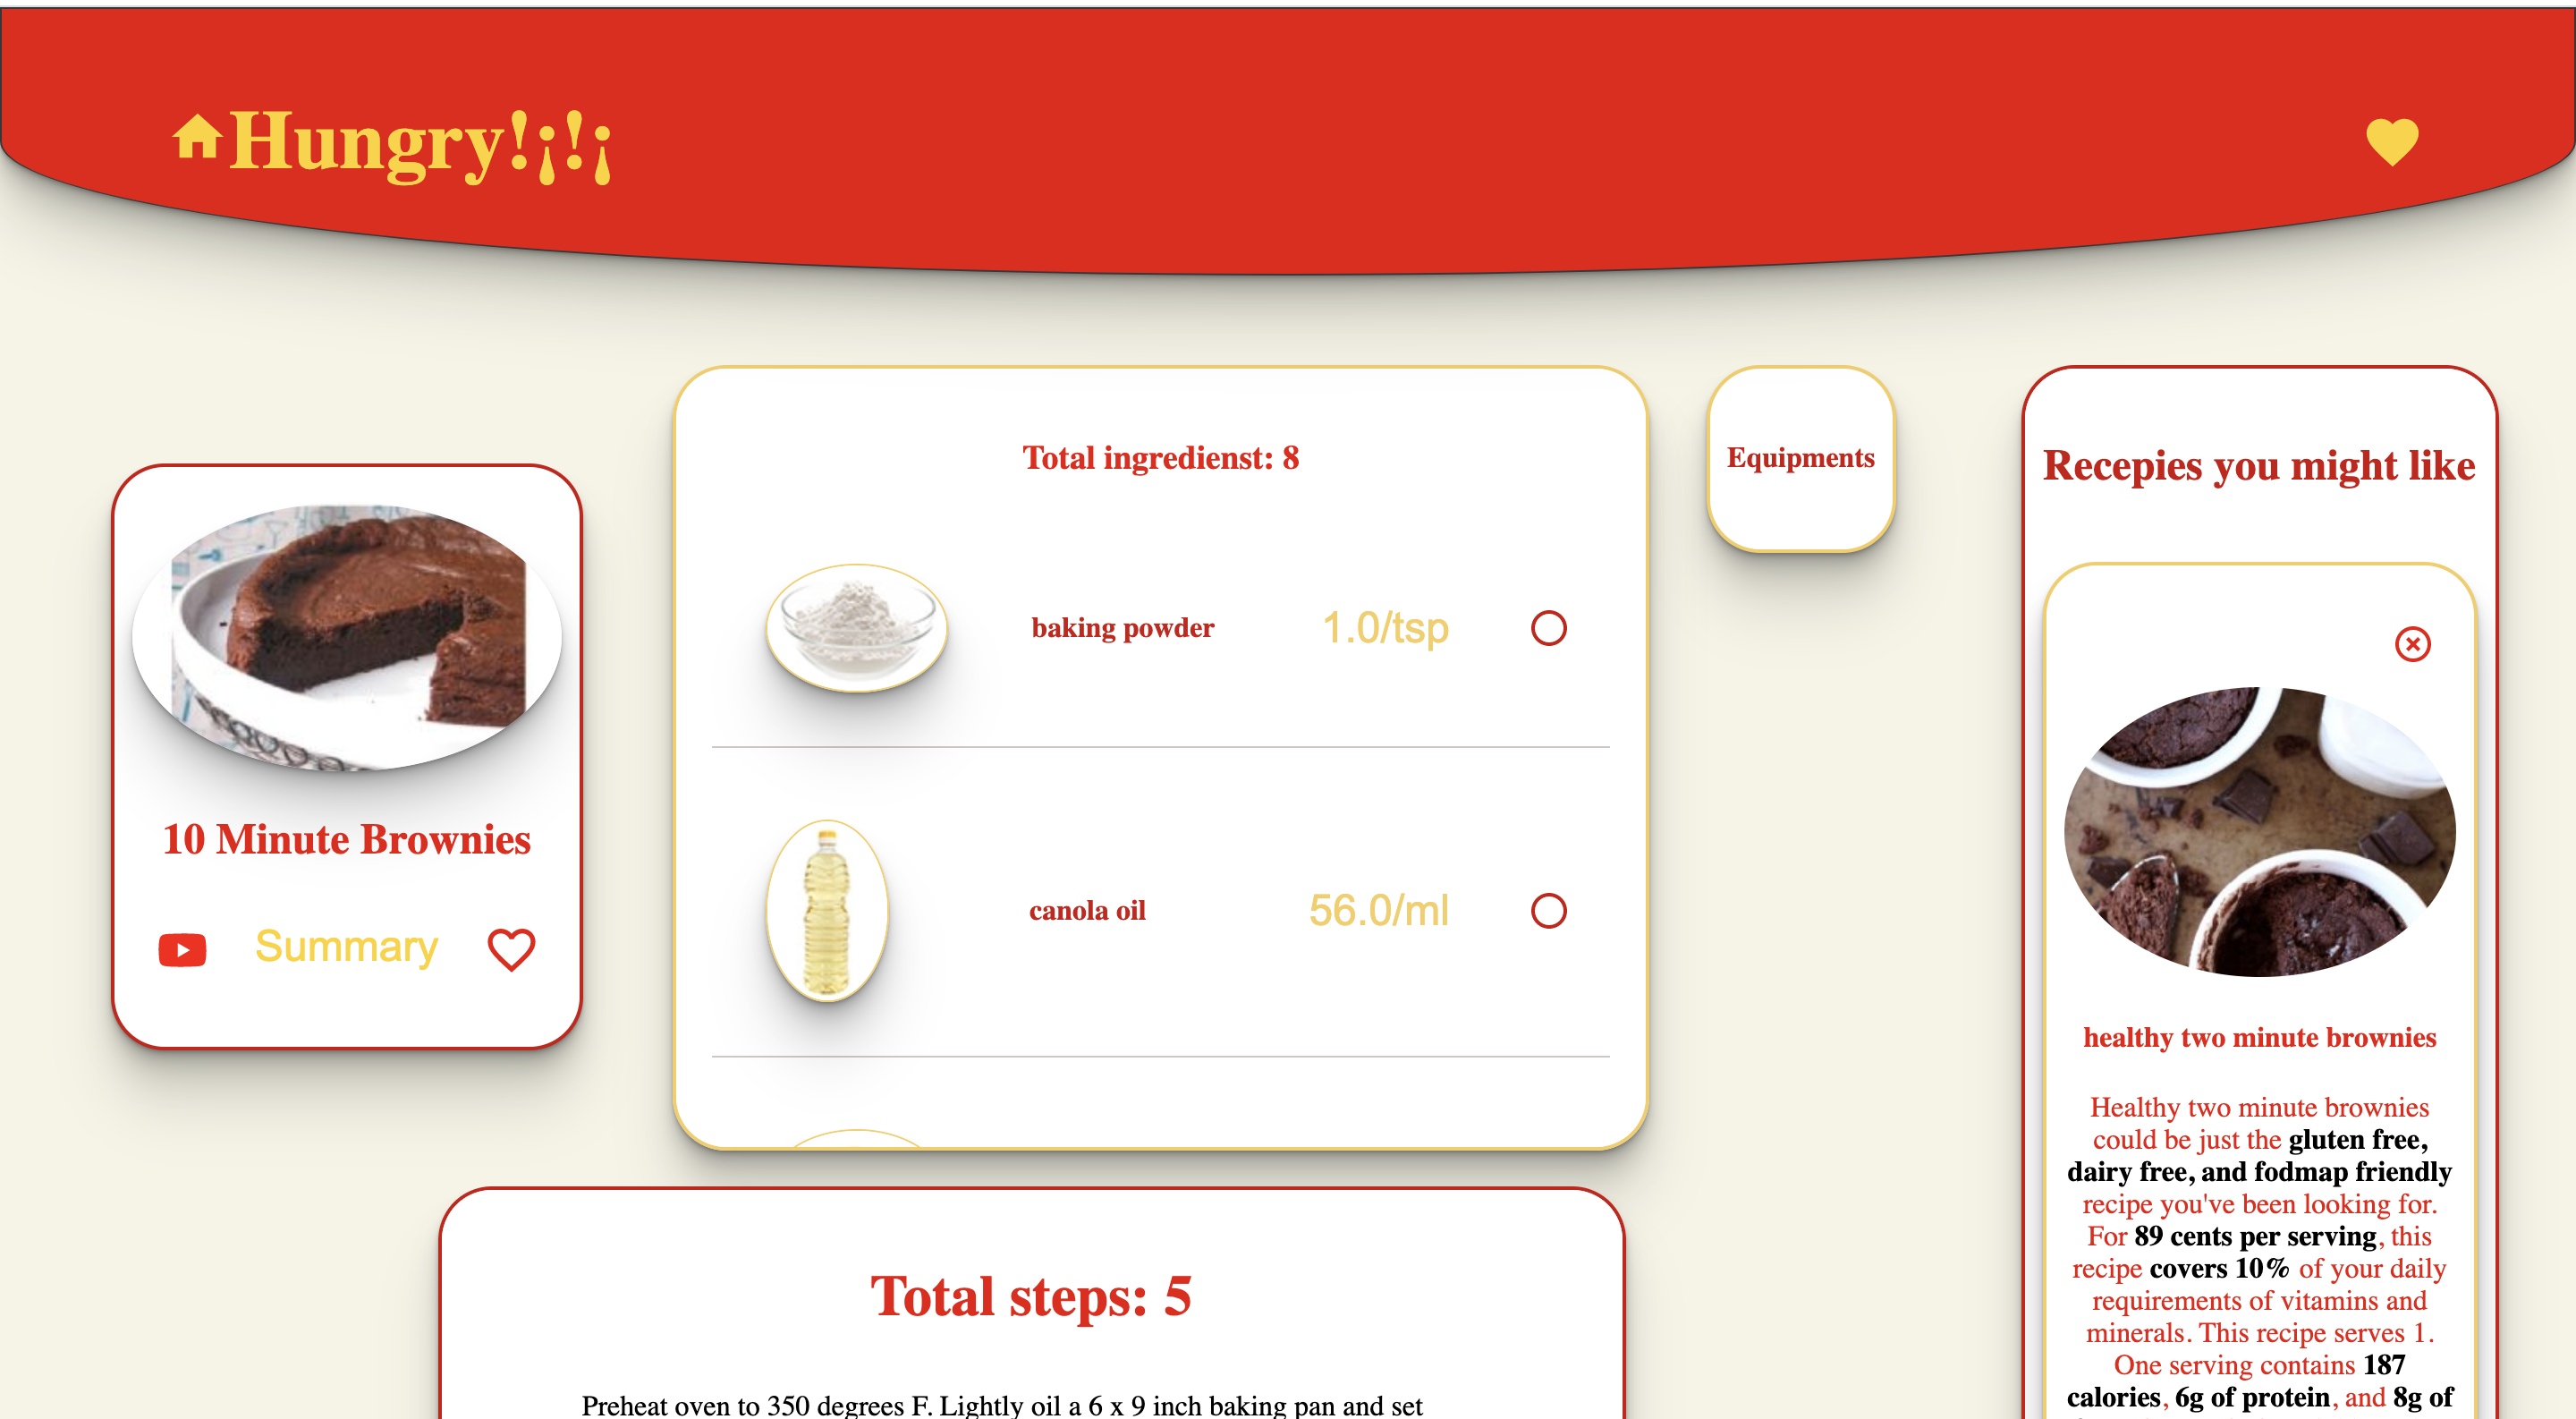 Hungry!¡!¡
10 Minute Brownies
Summary
Total ingredienst: 8
baking powder
1.0/tsp
canola oil
56.0/ml
Equipments
Total steps: 5
Preheat oven to 350 degrees F. Lightly oil a 6 x 9 inch baking pan and set
Recepies you might like
healthy two minute brownies
Healthy two minute brownies
could be just the gluten free,
dairy free, and fodmap friendly
recipe you've been looking for.
For 89 cents per serving, this
recipe covers 10% of your daily
requirements of vitamins and
minerals. This recipe serves 1.
One serving contains 187
calories, 6g of protein, and 8g of